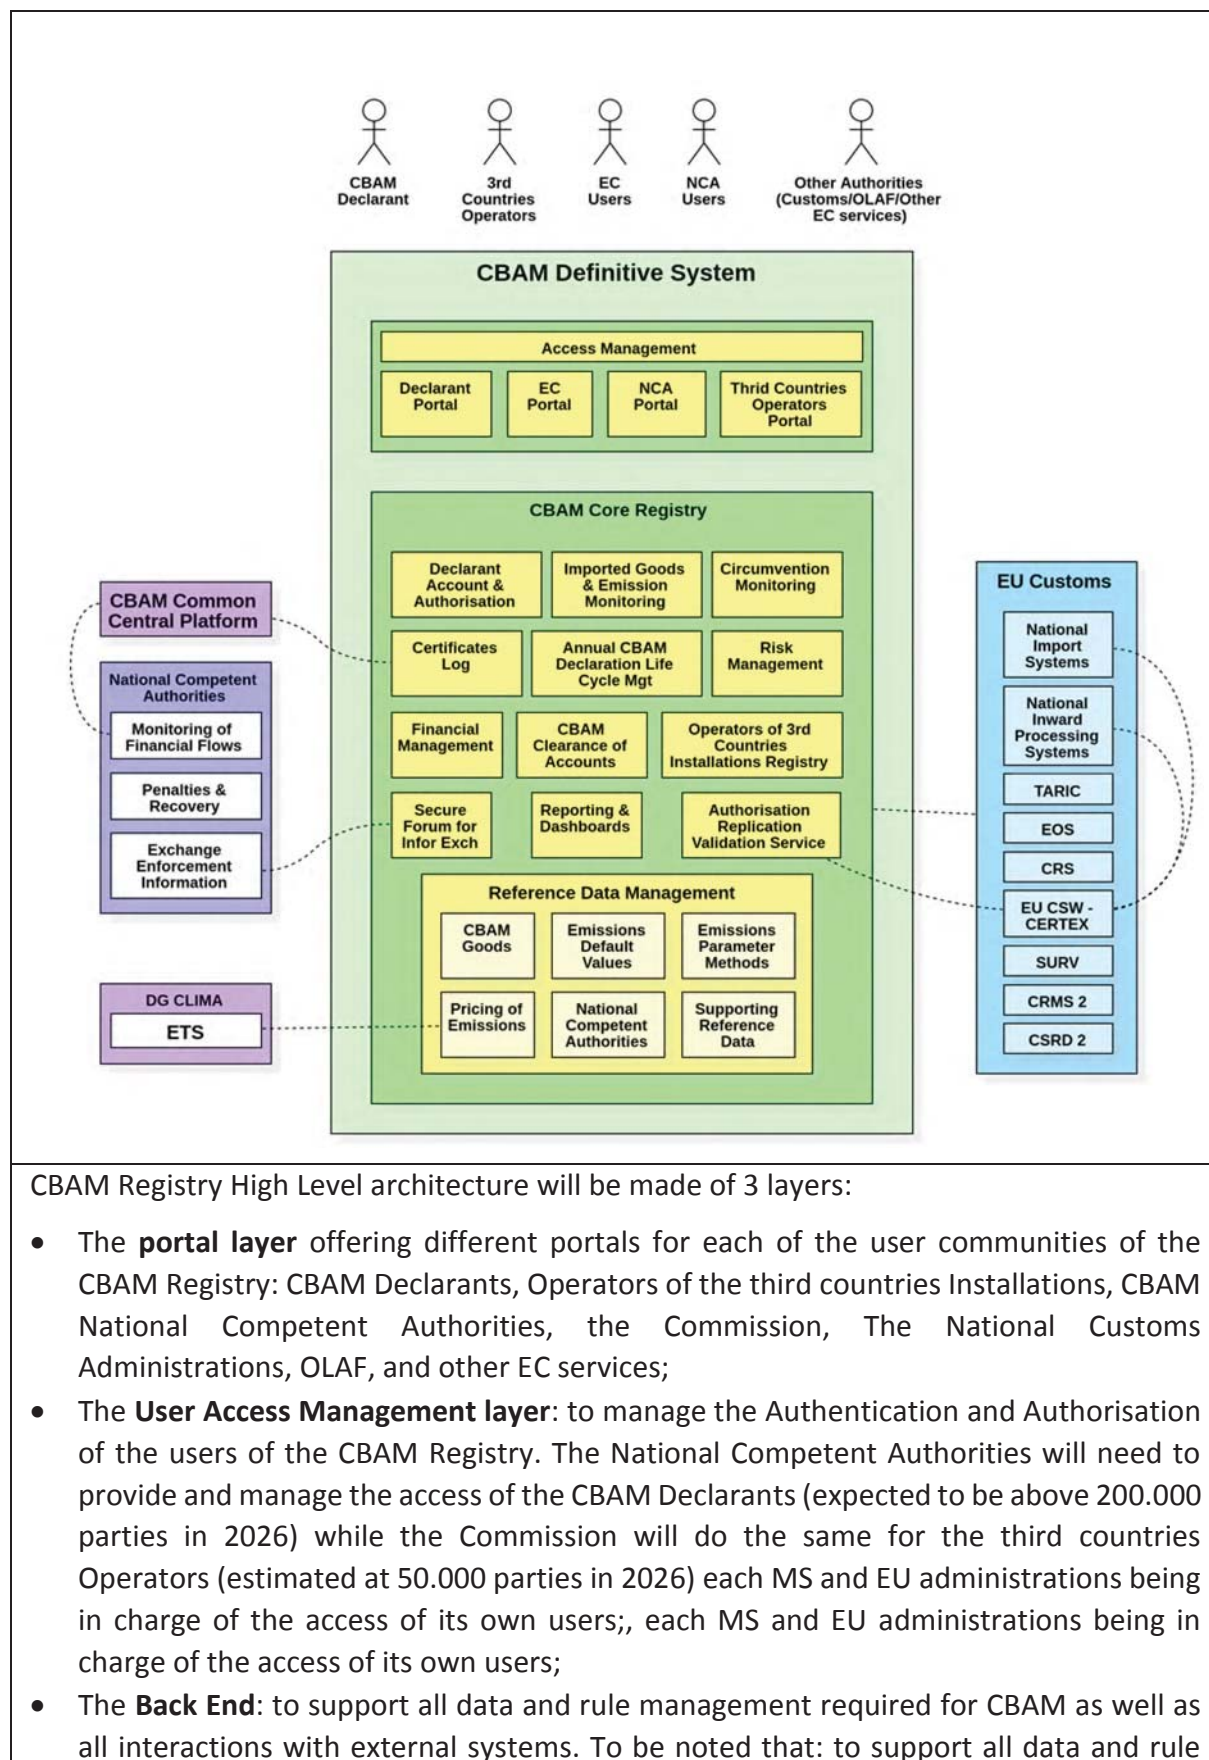 CBAM
Declarant
3rd
Countries
Operators
EC
Users
NCA
Users
Other Authorities
(Customs/OLAF/Other
EC services)
CBAM Definitive System
Access Management
Declarant
Portal
EC
Portal
NCA
Portal
Thrid Countries
Operators
Portal
CBAM Core Registry
Declarant
Account &
Authorisation
Imported Goods
& Emission
Monitoring
Circumvention
Monitoring
Certificates
Log
Annual CBAM
Declaration Life
Cycle Mgt
Risk
Management
Financial
Management
CBAM
Clearance of
Accounts
Operators of 3rd
Countries
Installations Registry
Secure
Forum for
Infor Exch
Reporting &
Dashboards
Authorisation
Replication
Validation Service
Reference Data Management
CBAM
Goods
Emissions
Default
Values
Emissions
Parameter
Methods
Pricing of
Emissions
National
Competent
Authorities
Supporting
Reference
Data
CBAM Common
Central Platform
National Competent
Authorities
Monitoring of
Financial Flows
Penalties &
Recovery
Exchange
Enforcement
Information
DG CLIMA
ETS
EU Customs
National
Import
Systems
National
Inward
Processing
Systems
TARIC
EOS
CRS
EU CSW -
CERTEX
SURV
CRMS 2
CSRD 2
CBAM Registry High Level architecture will be made of 3 layers:
• The portal layer offering different portals for each of the user communities of the
CBAM Registry: CBAM Declarants, Operators of the third countries Installations, CBAM
National Competent Authorities, the Commission, The National Customs
Administrations, OLAF, and other EC services;
• The User Access Management layer: to manage the Authentication and Authorisation
of the users of the CBAM Registry. The National Competent Authorities will need to
provide and manage the access of the CBAM Declarants (expected to be above 200.000
parties in 2026) while the Commission will do the same for the third countries
Operators (estimated at 50.000 parties in 2026) each MS and EU administrations being
in charge of the access of its own users;, each MS and EU administrations being in
charge of the access of its own users;
• The Back End: to support all data and rule management required for CBAM as well as
all interactions with external systems. To be noted that: to support all data and rule